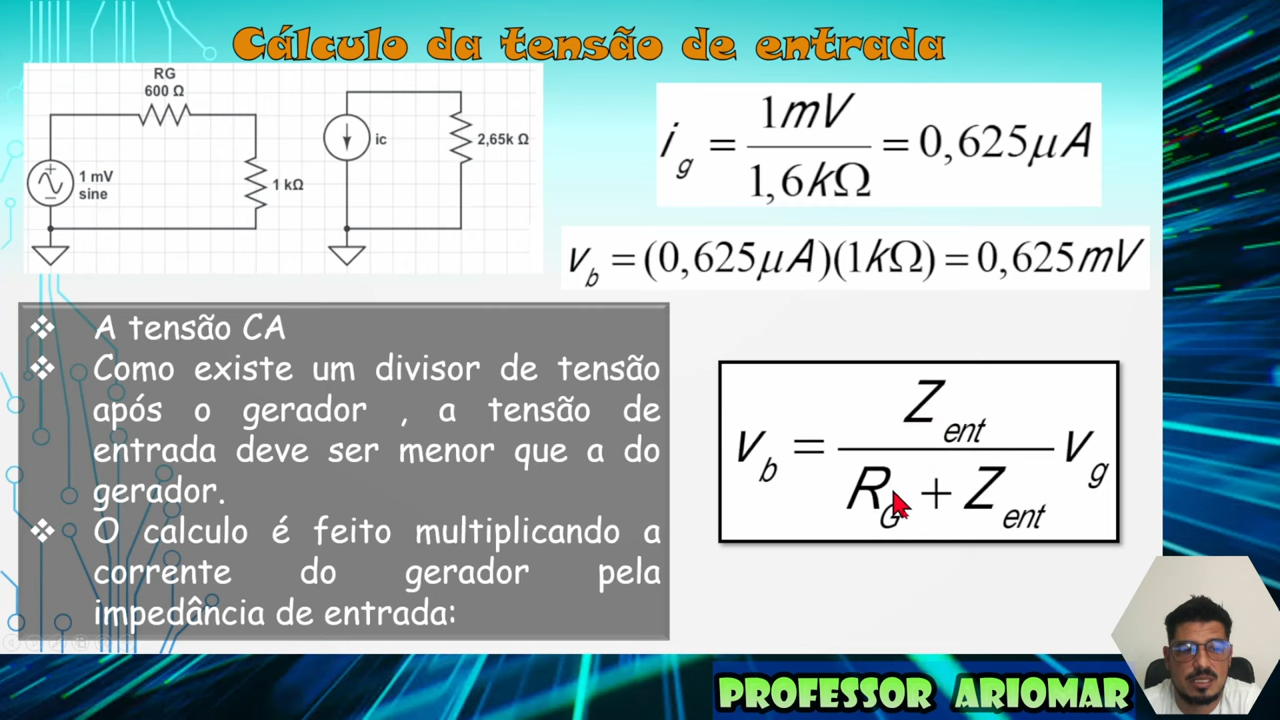 Cálculo da tensão de entrada
RG
600 Ω
1 mV
sine
1 kΩ
ic
2,65k Ω
i_g = 1mV / 1,6kΩ = 0,625μA
v_b = (0,625μA)(1kΩ) = 0,625mV
❖ A tensão CA
❖ Como existe um divisor de tensão
após o gerador , a tensão de
entrada deve ser menor que a do
gerador.
❖ O calculo é feito multiplicando a
corrente do gerador pela
impedância de entrada:
v_b = Z_ent / (R_G + Z_ent) v_g
PROFESSOR ARIOMAR